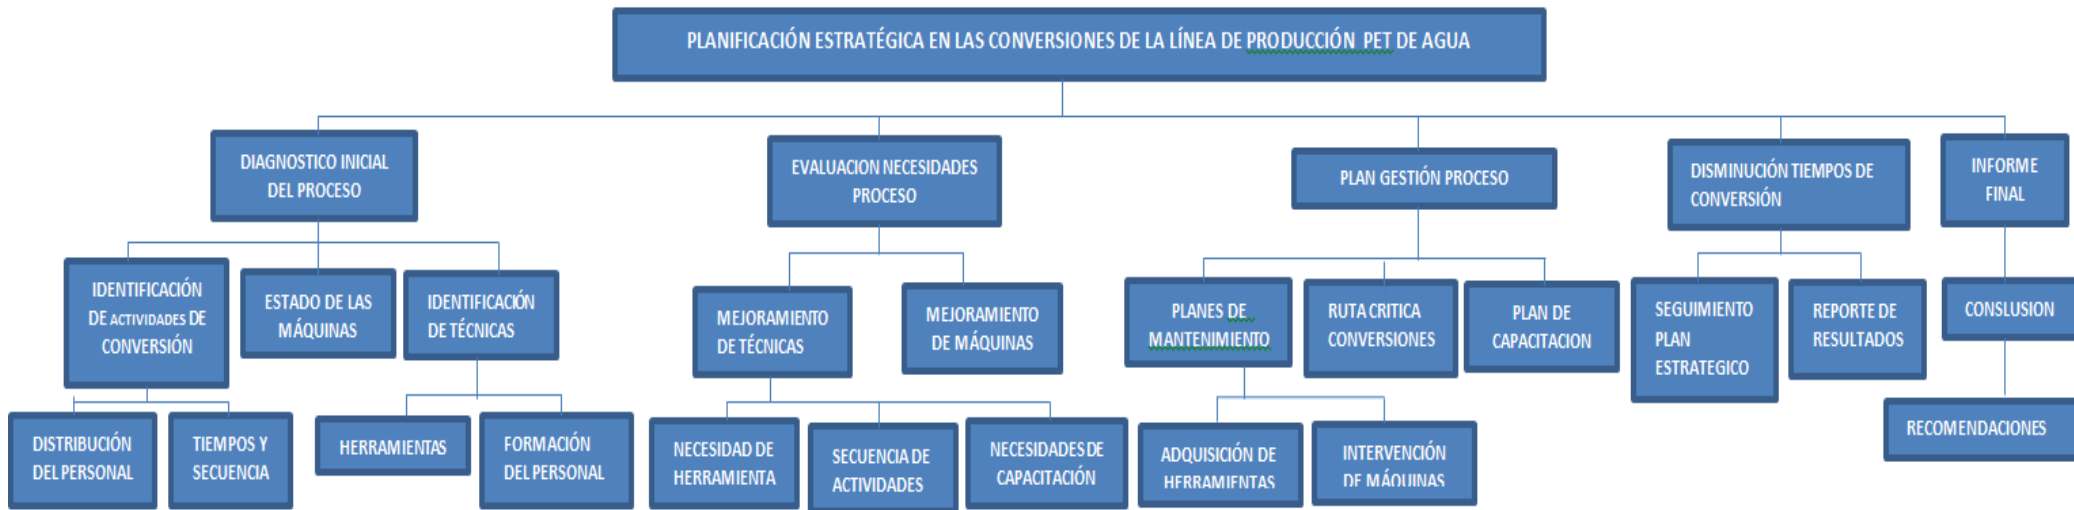 PLANIFICACIÓN ESTRATÉGICA EN LAS CONVERSIONES DE LA LÍNEA DE PRODUCCIÓN PET DE AGUA
DIAGNOSTICO INICIAL
DEL PROCESO
EVALUACION NECESIDADES
PROCESO
PLAN GESTIÓN PROCESO
DISMINUCIÓN TIEMPOS DE
CONVERSIÓN
INFORME
FINAL
IDENTIFICACIÓN
DE ACTIVIDADES DE
CONVERSIÓN
ESTADO DE LAS
MÁQUINAS
IDENTIFICACIÓN
DE TÉCNICAS
MEJORAMIENTO
DE TÉCNICAS
MEJORAMIENTO
DE MÁQUINAS
PLANES DE
MANTENIMIENTO
RUTA CRITICA
CONVERSIONES
PLAN DE
CAPACITACION
SEGUIMIENTO
PLAN
ESTRATEGICO
REPORTE DE
RESULTADOS
CONSLUSION
DISTRIBUCIÓN
DEL PERSONAL
TIEMPOS Y
SECUENCIA
HERRAMIENTAS
FORMACIÓN
DEL PERSONAL
NECESIDAD DE
HERRAMIENTA
SECUENCIA DE
ACTIVIDADES
NECESIDADES DE
CAPACITACIÓN
ADQUISICIÓN DE
HERRAMIENTAS
INTERVENCIÓN
DE MÁQUINAS
RECOMENDACIONES